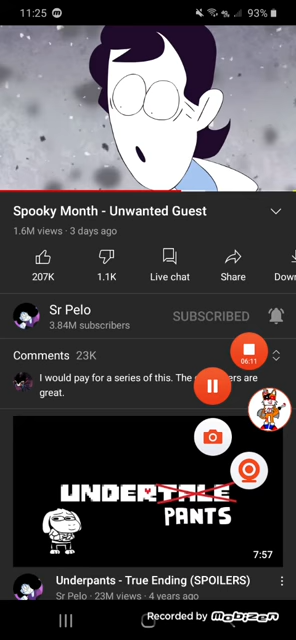 11:25
93%
Spooky Month - Unwanted Guest
1.6M views · 3 days ago
207K
1.1K
Live chat
Share
Down
Sr Pelo
3.84M subscribers
SUBSCRIBED
06:11
Comments 23K
I would pay for a series of this. The are
great.
UNDERTALE
PANTS
7:57
Underpants - True Ending (SPOILERS)
Sr Pelo · 23M views · 4 years ago
Recorded by Mobizen